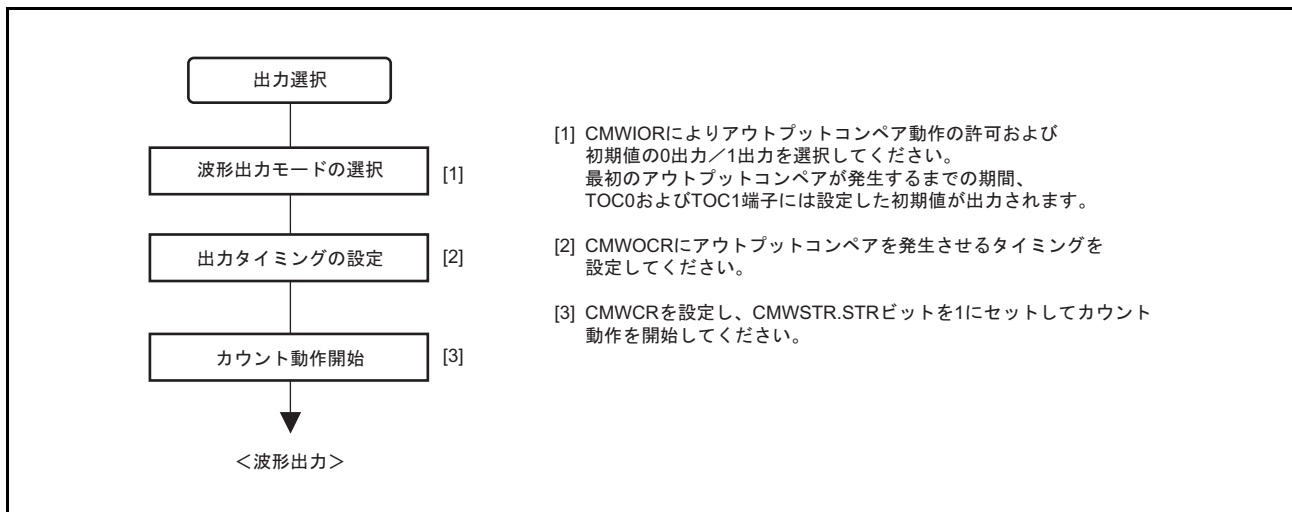 出力選択
波形出力モードの選択
[1]
出力タイミングの設定
[2]
カウント動作開始
[3]
＜波形出力＞
[1] CMWIORによりアウトプットコンペア動作の許可および
初期値の0出力／1出力を選択してください。
最初のアウトプットコンペアが発生するまでの期間、
TOC0およびTOC1端子には設定した初期値が出力されます。
[2] CMWOCRにアウトプットコンペアを発生させるタイミングを
設定してください。
[3] CMWCRを設定し、CMWSTR.STRビットを1にセットしてカウント
動作を開始してください。